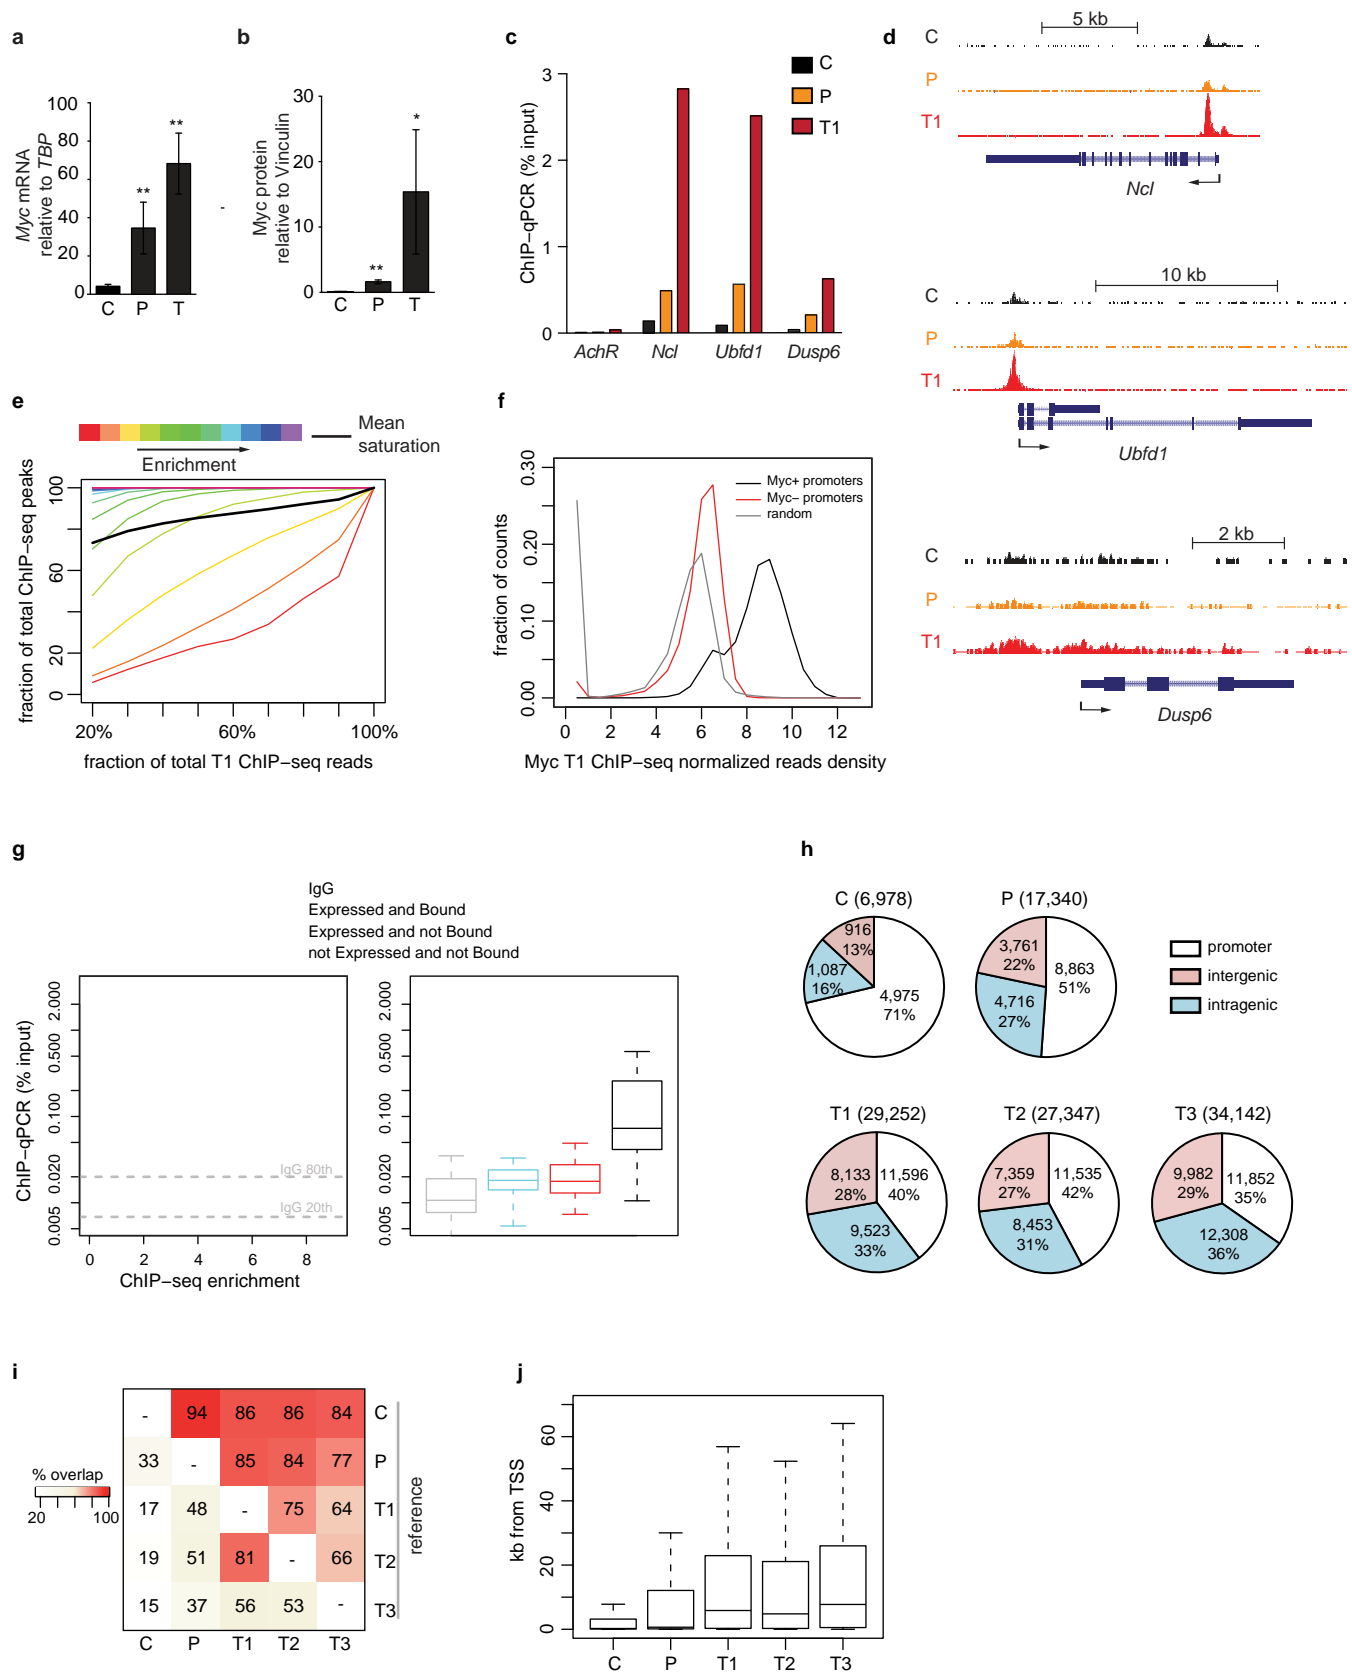 a
100
80
60
40
20
0
Myc mRNA
relative to TBP
**
**
C P T
-
b
30
20
10
0
Myc protein
relative to Vinculin
**
*
C P T
c
C
P
T1
3
2
1
0
ChIP-qPCR (% input)
AchR Ncl Ubfd1 Dusp6
d
5 kb
C
P
T1
Ncl
10 kb
C
P
T1
Ubfd1
2 kb
C
P
T1
Dusp6
e
Enrichment
Mean
saturation
100
60
20
0
fraction of total ChIP−seq peaks
20% 60% 100%
fraction of total T1 ChIP−seq reads
f
0.30
0.20
0.10
0.00
fraction of counts
Myc+ promoters
Myc− promoters
random
0 2 4 6 8 10 12
Myc T1 ChIP−seq normalized reads density
g
IgG
Expressed and Bound
Expressed and not Bound
not Expressed and not Bound
2.000
0.500
0.100
0.020
0.005
ChIP−qPCR (% input)
IgG 80th
IgG 20th
0 2 4 6 8
ChIP−seq enrichment
2.000
0.500
0.100
0.020
0.005
h
C (6,978)
916
13%
1,087
16%
4,975
71%
P (17,340)
3,761
22%
8,863
51%
4,716
27%
promoter
intergenic
intragenic
T1 (29,252)
8,133
28%
11,596
40%
9,523
33%
T2 (27,347)
7,359
27%
11,535
42%
8,453
31%
T3 (34,142)
9,982
29%
11,852
35%
12,308
36%
i
% overlap
20 100
- 94 86 86 84 C
33 - 85 84 77 P
17 48 - 75 64 T1
19 51 81 - 66 T2
15 37 56 53 - T3
C P T1 T2 T3
reference
j
60
40
20
0
kb from TSS
C P T1 T2 T3